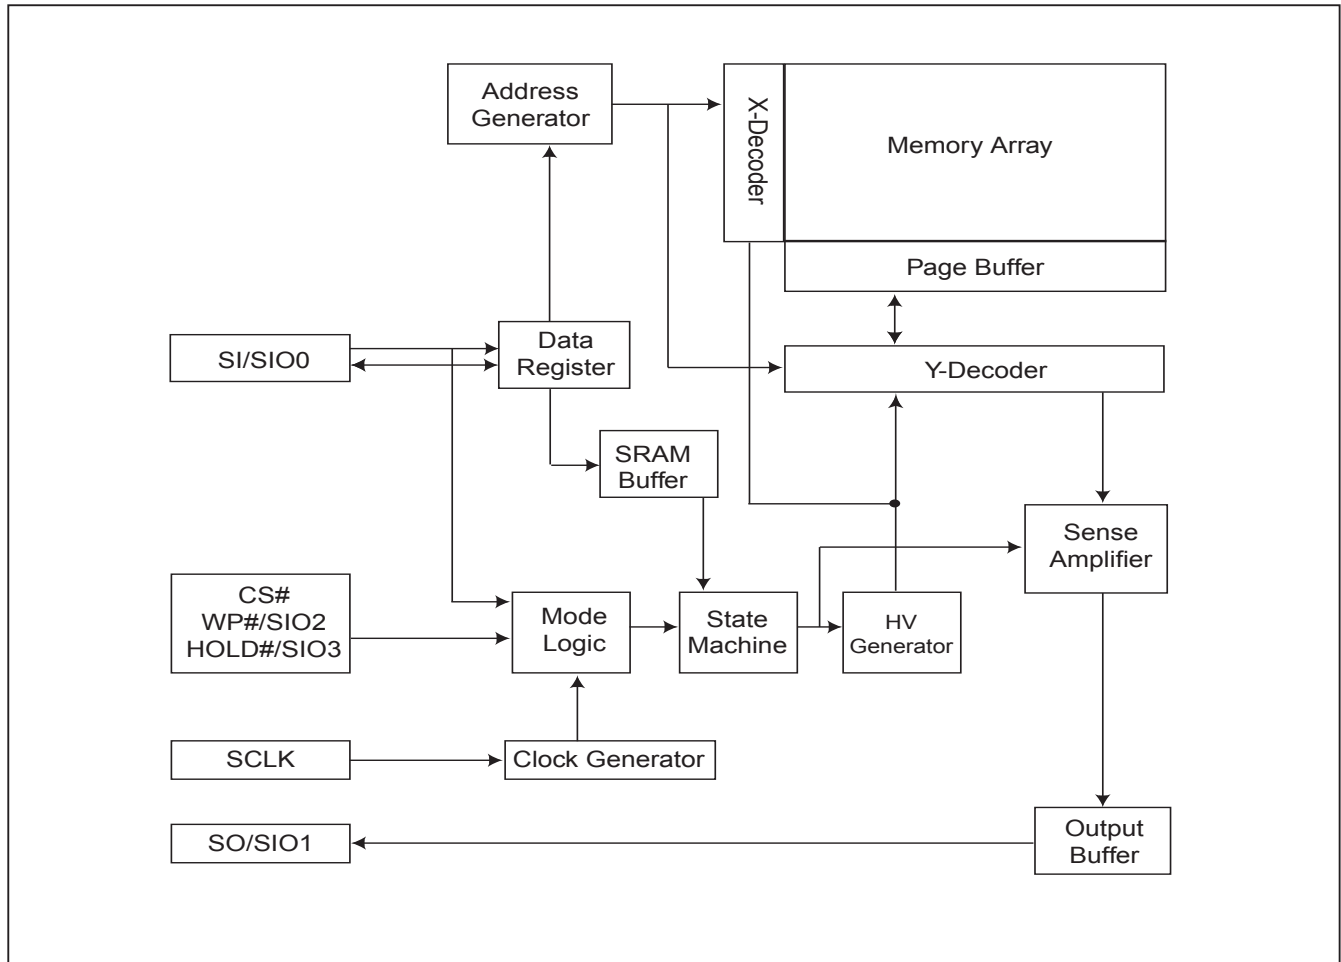 Address
Generator
X-Decoder
Memory Array
Page Buffer
SI/SIO0
Data
Register
Y-Decoder
SRAM
Buffer
Sense
Amplifier
CS#
WP#/SIO2
HOLD#/SIO3
Mode
Logic
State
Machine
HV
Generator
SCLK
Clock Generator
SO/SIO1
Output
Buffer